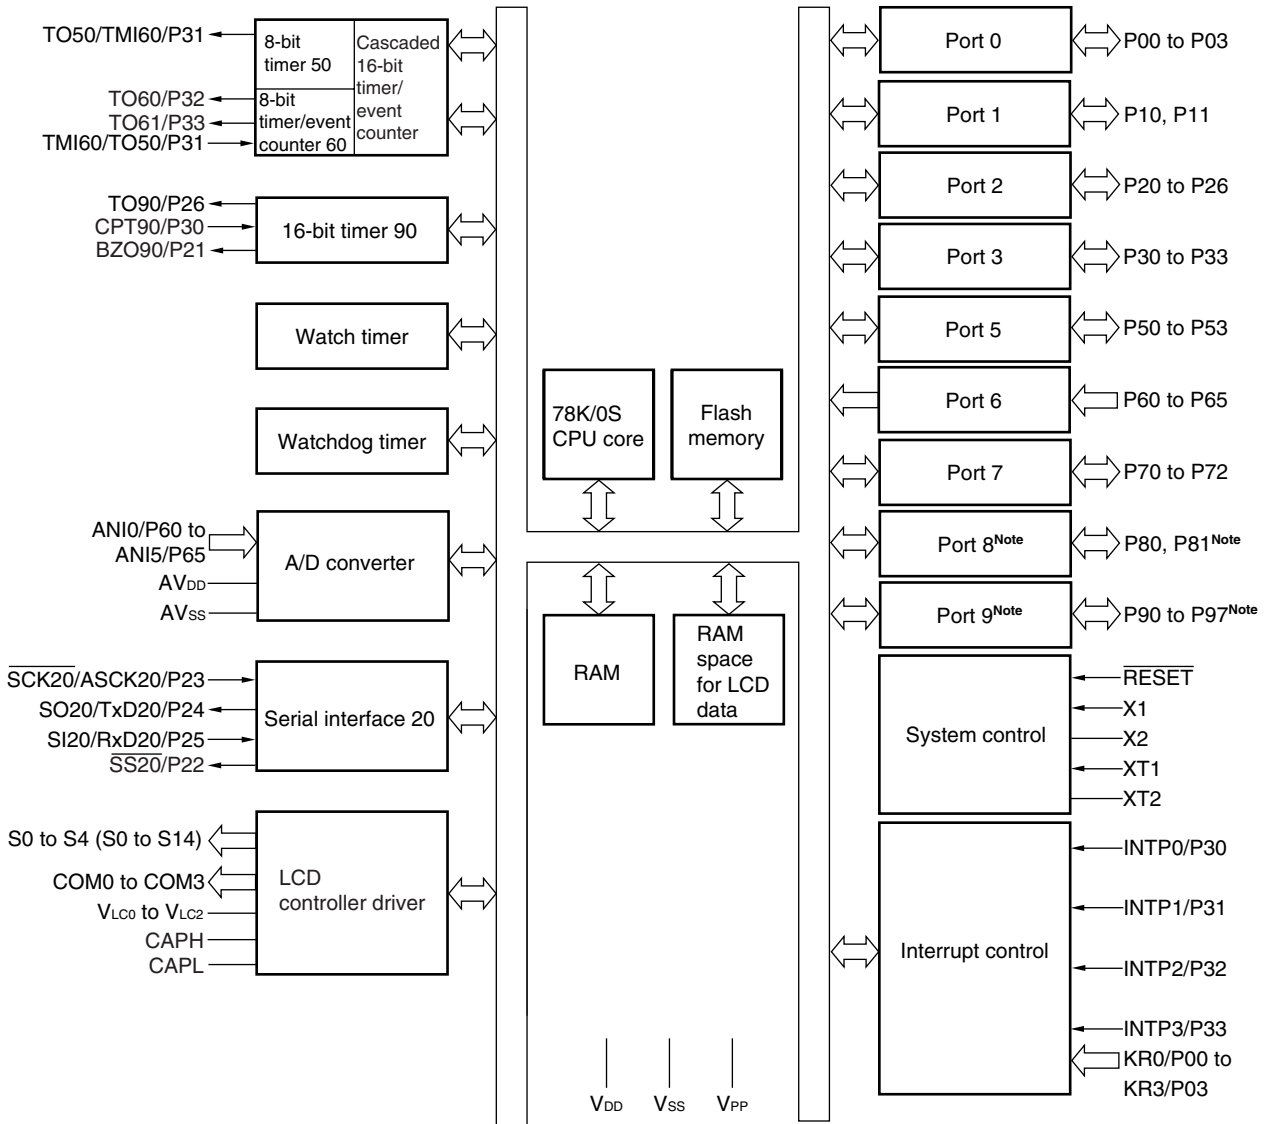 TO50/TMI60/P31
8-bit
timer 50
Cascaded
16-bit
timer/
event
counter
TO60/P32
TO61/P33
TMI60/TO50/P31
8-bit
timer/event
counter 60
TO90/P26
CPT90/P30
BZO90/P21
16-bit timer 90
Watch timer
Watchdog timer
ANI0/P60 to
ANI5/P65
AVDD
AVSS
A/D converter
SCK20/ASCK20/P23
SO20/TxD20/P24
SI20/RxD20/P25
SS20/P22
Serial interface 20
S0 to S4 (S0 to S14)
COM0 to COM3
VLC0 to VLC2
CAPH
CAPL
LCD
controller driver
78K/0S
CPU core
Flash
memory
RAM
RAM
space
for LCD
data
VDD
VSS
VPP
Port 0
P00 to P03
Port 1
P10, P11
Port 2
P20 to P26
Port 3
P30 to P33
Port 5
P50 to P53
Port 6
P60 to P65
Port 7
P70 to P72
Port 8Note
P80, P81Note
Port 9Note
P90 to P97Note
System control
RESET
X1
X2
XT1
XT2
Interrupt control
INTP0/P30
INTP1/P31
INTP2/P32
INTP3/P33
KR0/P00 to
KR3/P03